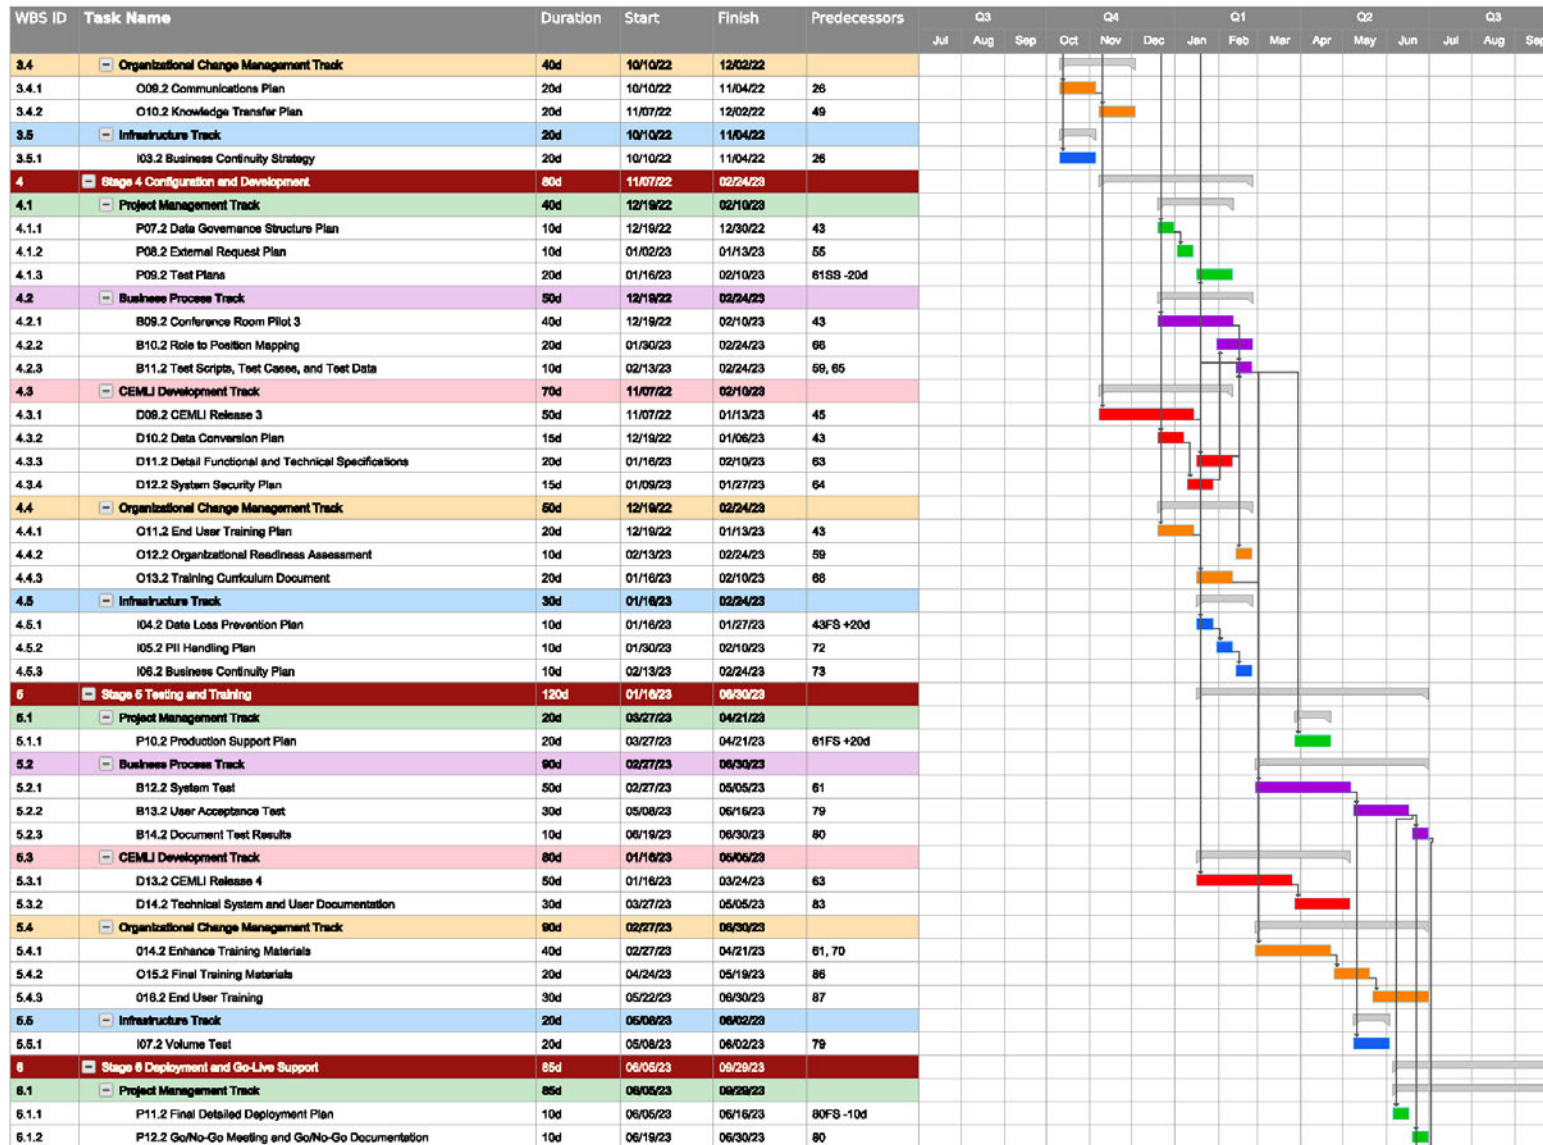 WBS ID Task Name Duration Start Finish Predecessors Q3 Q4 Q1 Q2 Q3
Jul Aug Sep Oct Nov Dec Jan Feb Mar Apr May Jun Jul Aug Sep
3.4 Organizational Change Management Track 40d 10/10/22 12/02/22
3.4.1 O09.2 Communications Plan 20d 10/10/22 11/04/22 26
3.4.2 O10.2 Knowledge Transfer Plan 20d 11/07/22 12/02/22 49
3.5 Infrastructure Track 20d 10/10/22 11/04/22
3.5.1 I03.2 Business Continuity Strategy 20d 10/10/22 11/04/22 26
4 Stage 4 Configuration and Development 80d 11/07/22 02/24/23
4.1 Project Management Track 40d 12/19/22 02/10/23
4.1.1 P07.2 Data Governance Structure Plan 10d 12/19/22 12/30/22 43
4.1.2 P08.2 External Request Plan 10d 01/02/23 01/13/23 55
4.1.3 P09.2 Test Plans 20d 01/16/23 02/10/23 61SS -20d
4.2 Business Process Track 50d 12/19/22 02/24/23
4.2.1 B09.2 Conference Room Pilot 3 40d 12/19/22 02/10/23 43
4.2.2 B10.2 Role to Position Mapping 20d 01/30/23 02/24/23 66
4.2.3 B11.2 Test Scripts, Test Cases, and Test Data 10d 02/13/23 02/24/23 59, 65
4.3 CEMLI Development Track 70d 11/07/22 02/10/23
4.3.1 D09.2 CEMLI Release 3 50d 11/07/22 01/13/23 45
4.3.2 D10.2 Data Conversion Plan 15d 12/19/22 01/06/23 43
4.3.3 D11.2 Detail Functional and Technical Specifications 20d 01/16/23 02/10/23 63
4.3.4 D12.2 System Security Plan 15d 01/09/23 01/27/23 64
4.4 Organizational Change Management Track 50d 12/19/22 02/24/23
4.4.1 O11.2 End User Training Plan 20d 12/19/22 01/13/23 43
4.4.2 O12.2 Organizational Readiness Assessment 10d 02/13/23 02/24/23 59
4.4.3 O13.2 Training Curriculum Document 20d 01/16/23 02/10/23 68
4.5 Infrastructure Track 30d 01/16/23 02/24/23
4.5.1 I04.2 Data Loss Prevention Plan 10d 01/16/23 01/27/23 43FS +20d
4.5.2 I05.2 PII Handling Plan 10d 01/30/23 02/10/23 72
4.5.3 I06.2 Business Continuity Plan 10d 02/13/23 02/24/23 73
5 Stage 5 Testing and Training 120d 01/16/23 06/30/23
5.1 Project Management Track 20d 03/27/23 04/21/23
5.1.1 P10.2 Production Support Plan 20d 03/27/23 04/21/23 61FS +20d
5.2 Business Process Track 90d 02/27/23 06/30/23
5.2.1 B12.2 System Test 50d 02/27/23 05/05/23 61
5.2.2 B13.2 User Acceptance Test 30d 05/08/23 06/16/23 79
5.2.3 B14.2 Document Test Results 10d 06/19/23 06/30/23 80
5.3 CEMLI Development Track 80d 01/16/23 05/05/23
5.3.1 D13.2 CEMLI Release 4 50d 01/16/23 03/24/23 63
5.3.2 D14.2 Technical System and User Documentation 30d 03/27/23 05/05/23 83
5.4 Organizational Change Management Track 90d 02/27/23 06/30/23
5.4.1 014.2 Enhance Training Materials 40d 02/27/23 04/21/23 61, 70
5.4.2 O15.2 Final Training Materials 20d 04/24/23 05/19/23 86
5.4.3 016.2 End User Training 30d 05/22/23 06/30/23 87
5.5 Infrastructure Track 20d 05/08/23 06/02/23
5.5.1 I07.2 Volume Test 20d 05/08/23 06/02/23 79
6 Stage 6 Deployment and Go-Live Support 85d 06/05/23 09/29/23
6.1 Project Management Track 85d 06/05/23 09/29/23
6.1.1 P11.2 Final Detailed Deployment Plan 10d 06/05/23 06/16/23 80FS -10d
6.1.2 P12.2 Go/No-Go Meeting and Go/No-Go Documentation 10d 06/19/23 06/30/23 80